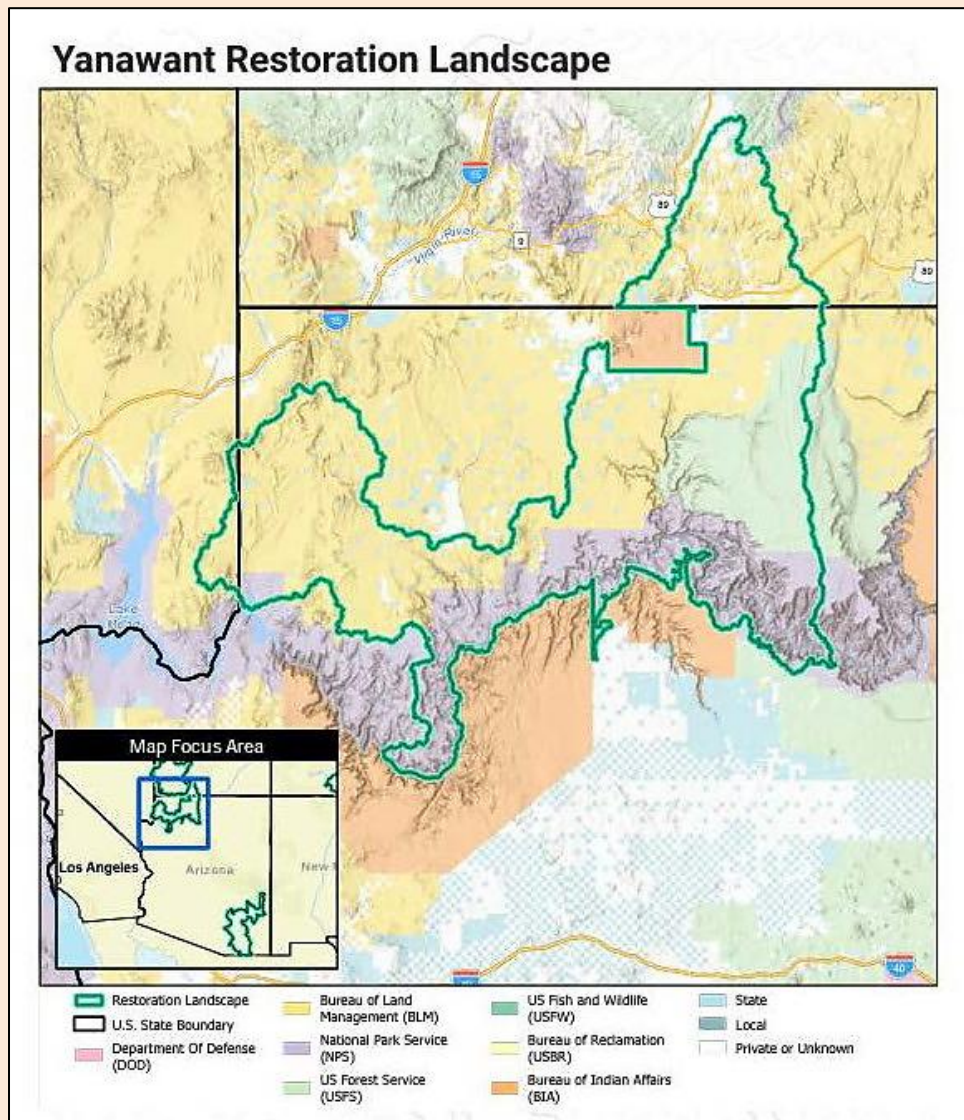 Yanawant Restoration Landscape
15
89
Virgin River
9
89
15
Lake
Map Focus Area
Los Angeles
Arizona
New
40
Restoration Landscape
U.S. State Boundary
Department Of Defense
(DOD)
Bureau of Land
Management (BLM)
National Park Service
(NPS)
US Forest Service
(USFS)
US Fish and Wildlife
(USFW)
Bureau of Reclamation
(USBR)
Bureau of Indian Affairs
(BIA)
State
Local
Private or Unknown